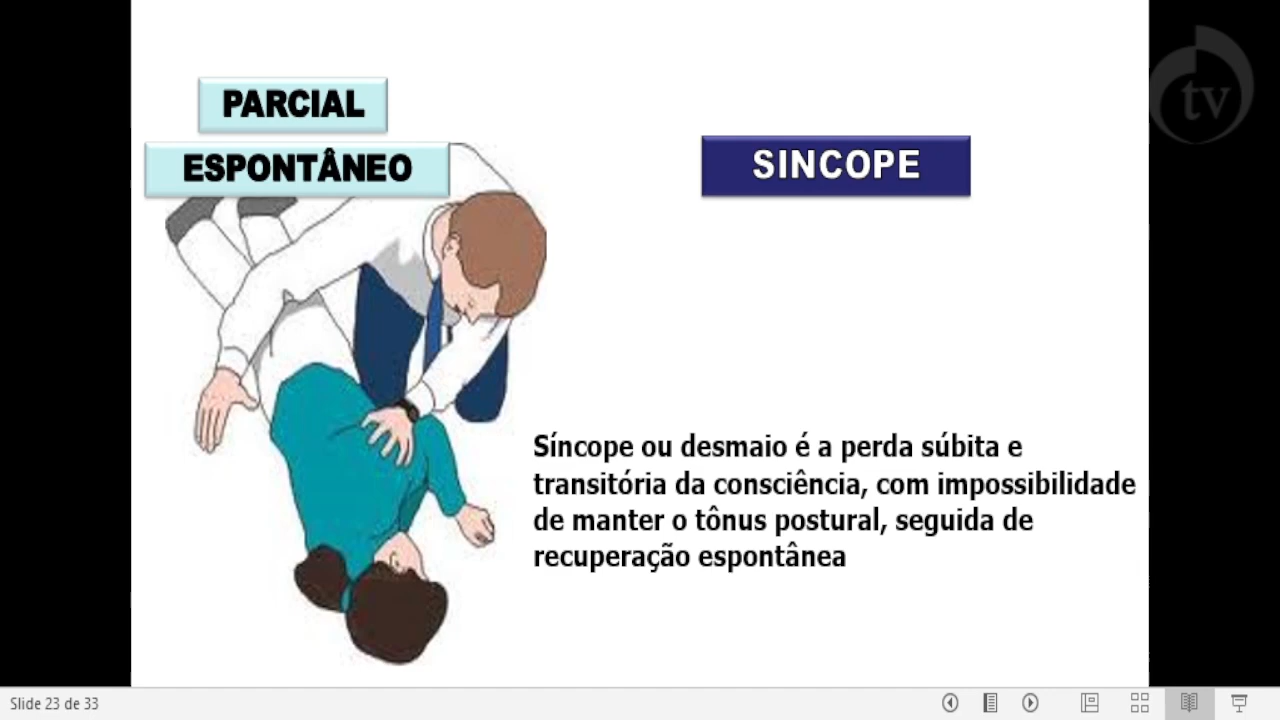 PARCIAL
ESPONTÂNEO
SINCOPE
Síncope ou desmaio é a perda súbita e
transitória da consciência, com impossibilidade
de manter o tônus postural, seguida de
recuperação espontânea
tv
Slide 23 de 33